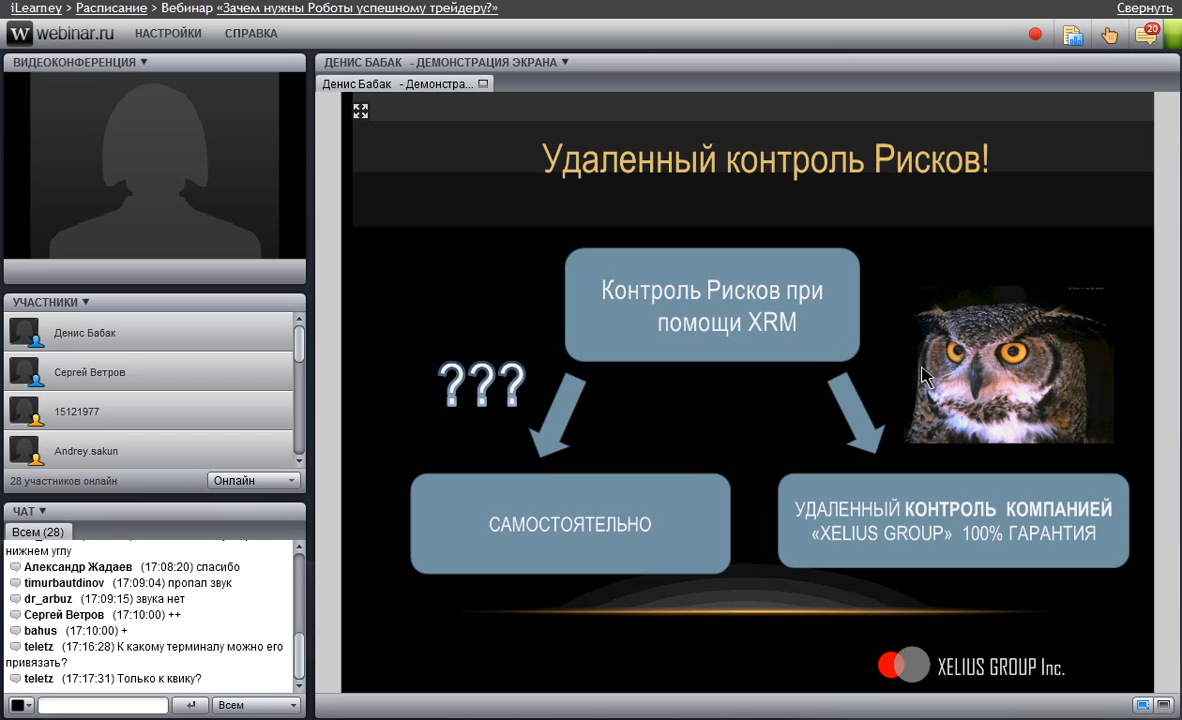 iLearney > Расписание > Вебинар «Зачем нужны Роботы успешному трейдеру?»
Свернуть
W webinar.ru НАСТРОЙКИ СПРАВКА
20
ВИДЕОКОНФЕРЕНЦИЯ
ДЕНИС БАБАК - ДЕМОНСТРАЦИЯ ЭКРАНА
Денис Бабак - Демонстра...
Удаленный контроль Рисков!
Контроль Рисков при
помощи XRM
???
САМОСТОЯТЕЛЬНО
УДАЛЕННЫЙ КОНТРОЛЬ КОМПАНИЕЙ
«XELIUS GROUP» 100% ГАРАНТИЯ
XELIUS GROUP Inc.
УЧАСТНИКИ
Денис Бабак
Сергей Ветров
15121977
Andrey.sakun
28 участников онлайн
Онлайн
ЧАТ
Всем (28)
нижнем углу
Александр Жадаев (17:08:20) спасибо
timurbautdinov (17:09:04) пропал звук
dr_arbuz (17:09:15) звука нет
Сергей Ветров (17:10:00) ++
bahus (17:10:00) +
teletz (17:16:28) К какому терминалу можно его
привязать?
teletz (17:17:31) Только к квику?
Всем